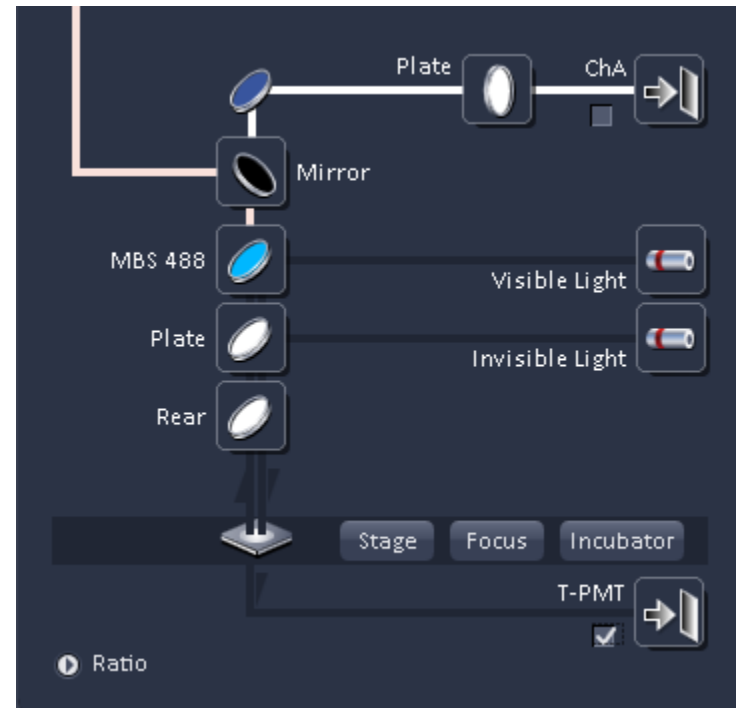 Plate
ChA
Mirror
MBS 488
Visible Light
Plate
Invisible Light
Rear
Stage
Focus
Incubator
T-PMT
Ratio